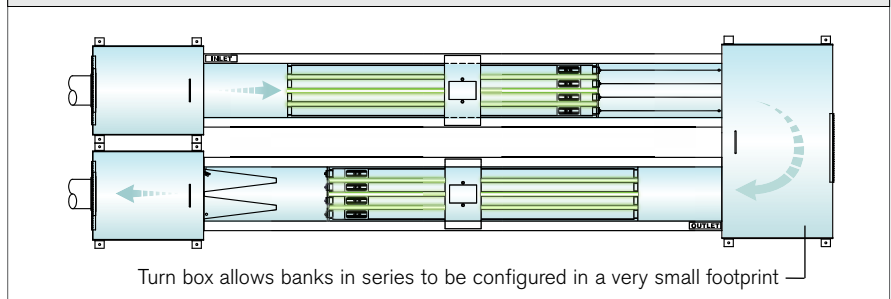 INLET
OUTLET
Turn box allows banks in series to be configured in a very small footprint